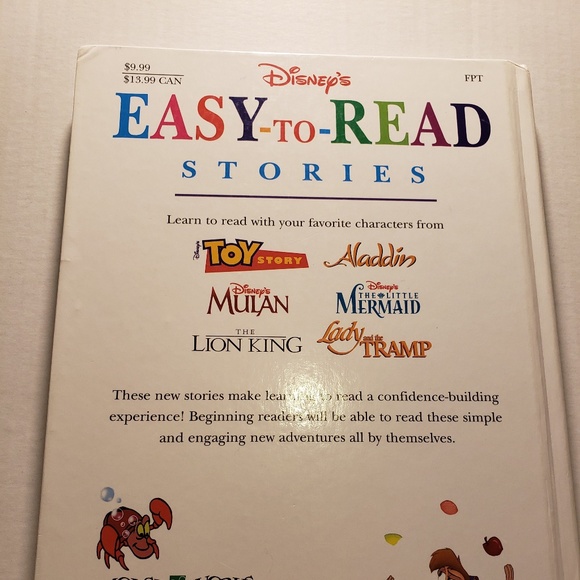 $9.99
$13.99 CAN
Disney's
FPT
EASY-TO-READ
STORIES
Learn to read with your favorite characters from
Disney's TOY STORY
Aladdin
Disney's MULAN
Disney's THE LITTLE MERMAID
THE LION KING
Lady and the TRAMP
These new stories make learning to read a confidence-building
experience! Beginning readers will be able to read these simple
and engaging new adventures all by themselves.